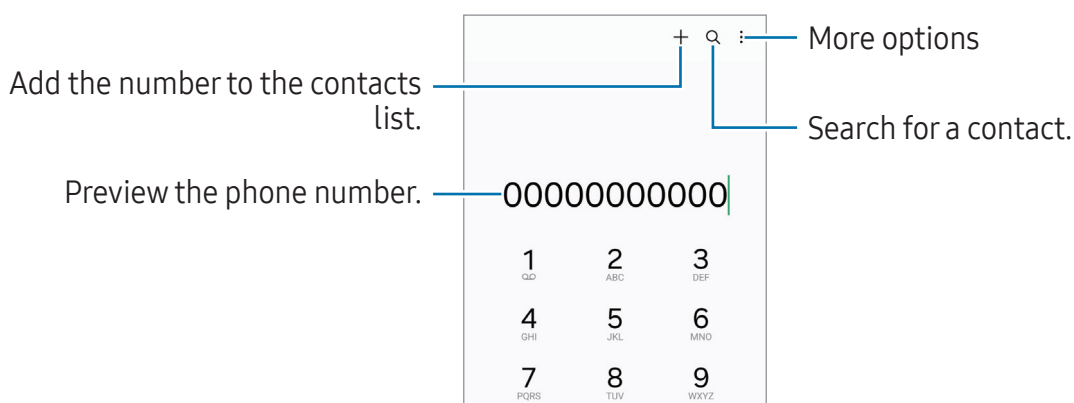 More options
Add the number to the contacts
list.
Search for a contact.
Preview the phone number.
00000000000
1 2 3
ABC DEF
4 5 6
GHI JKL MNO
7 8 9
PQRS TUV WXYZ